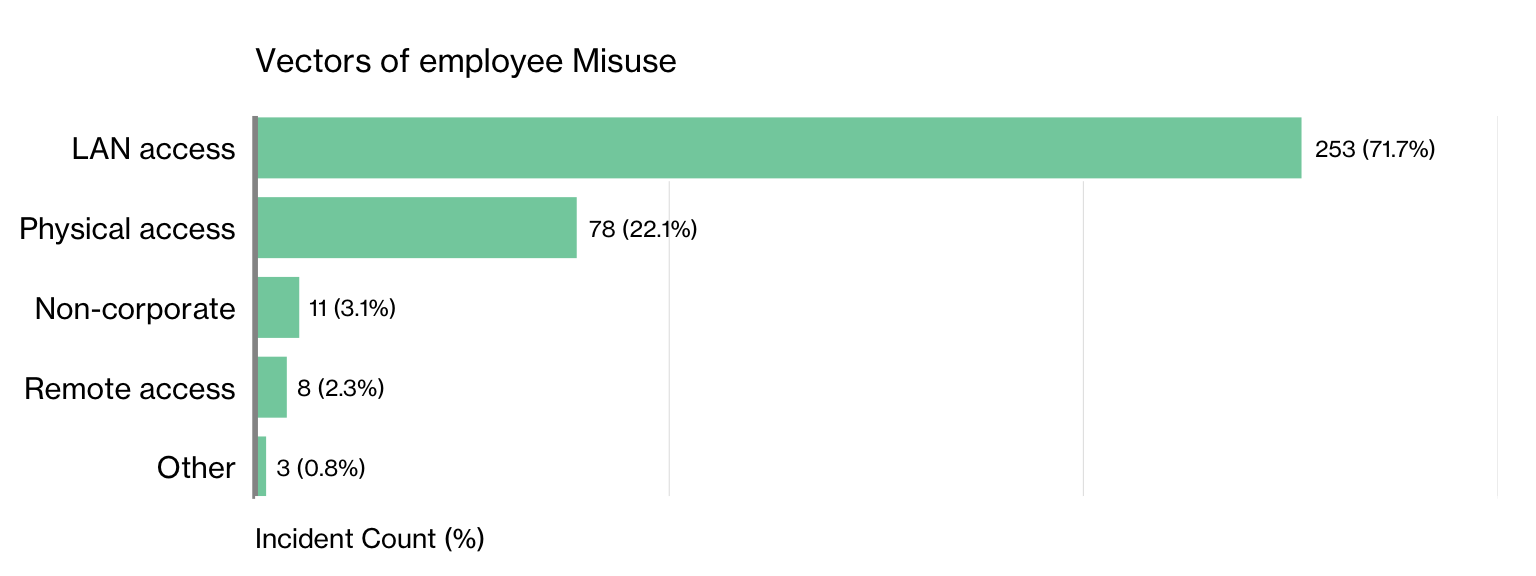 Vectors of employee Misuse
LAN access 253 (71.7%)
Physical access 78 (22.1%)
Non-corporate 11 (3.1%)
Remote access 8 (2.3%)
Other 3 (0.8%)
Incident Count (%)